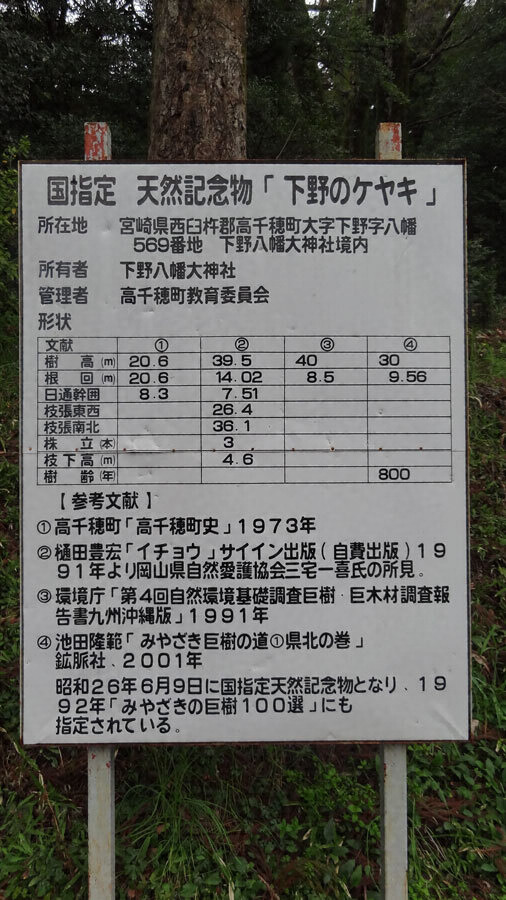 国指定 天然記念物「下野のケヤキ」
所在地 宮崎県西臼杵郡高千穂町大字下野字八幡
569番地 下野八幡大神社境内
所有者 下野八幡大神社
管理者 高千穂町教育委員会
形状
文献 ① ② ③ ④
樹高(m) 20.6 39.5 40 30
根回(m) 20.6 14.02 8.5 9.56
日通幹囲 8.3 7.51
枝張東西 26.4
枝張南北 36.1
株立(本) 3
枝下高(m) 4.6
樹齢(年) 800
【参考文献】
①高千穂町「高千穂町史」1973年
②樋田豊宏「イチョウ」サイイン出版(自費出版)19
91年より岡山県自然愛護協会三宅一喜氏の所見。
③環境庁「第4回自然環境基礎調査巨樹・巨木材調査報
告書九州沖縄版」1991年
④池田隆範「みやざき巨樹の道①県北の巻」
鉱脈社、2001年
昭和26年6月9日に国指定天然記念物となり、19
92年「みやざきの巨樹100選」にも
指定されている。